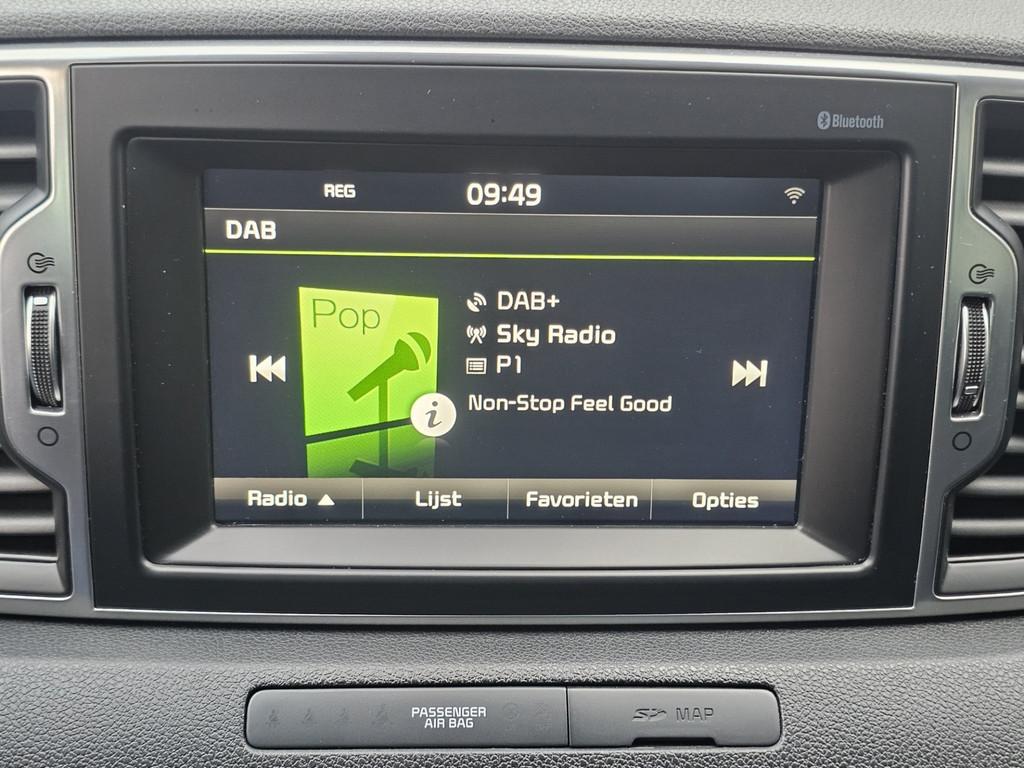 Bluetooth
REG 09:49
DAB
Pop
DAB+
Sky Radio
P1
Non-Stop Feel Good
Radio Lijst Favorieten Opties
PASSENGER
AIR BAG
SD MAP